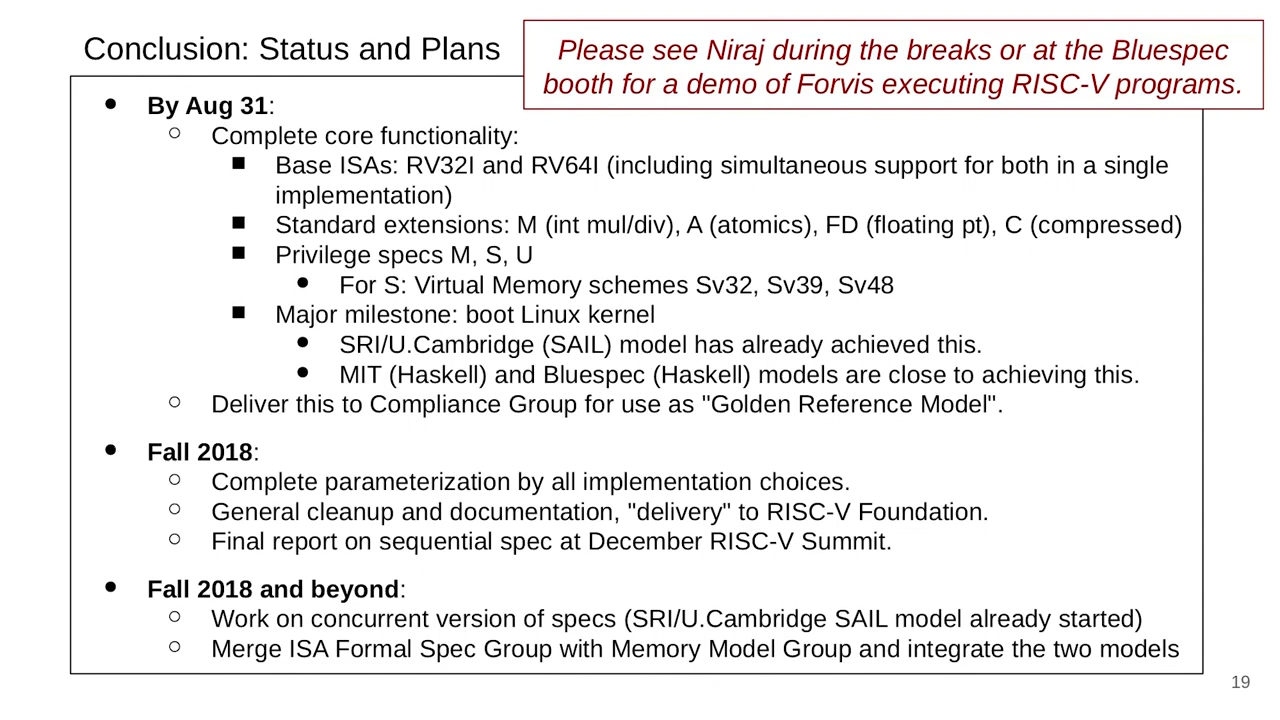 Conclusion: Status and Plans
Please see Niraj during the breaks or at the Bluespec
booth for a demo of Forvis executing RISC-V programs.
● By Aug 31:
○ Complete core functionality:
■ Base ISAs: RV32I and RV64I (including simultaneous support for both in a single
implementation)
■ Standard extensions: M (int mul/div), A (atomics), FD (floating pt), C (compressed)
■ Privilege specs M, S, U
● For S: Virtual Memory schemes Sv32, Sv39, Sv48
■ Major milestone: boot Linux kernel
● SRI/U.Cambridge (SAIL) model has already achieved this.
● MIT (Haskell) and Bluespec (Haskell) models are close to achieving this.
○ Deliver this to Compliance Group for use as "Golden Reference Model".
● Fall 2018:
○ Complete parameterization by all implementation choices.
○ General cleanup and documentation, "delivery" to RISC-V Foundation.
○ Final report on sequential spec at December RISC-V Summit.
● Fall 2018 and beyond:
○ Work on concurrent version of specs (SRI/U.Cambridge SAIL model already started)
○ Merge ISA Formal Spec Group with Memory Model Group and integrate the two models
19